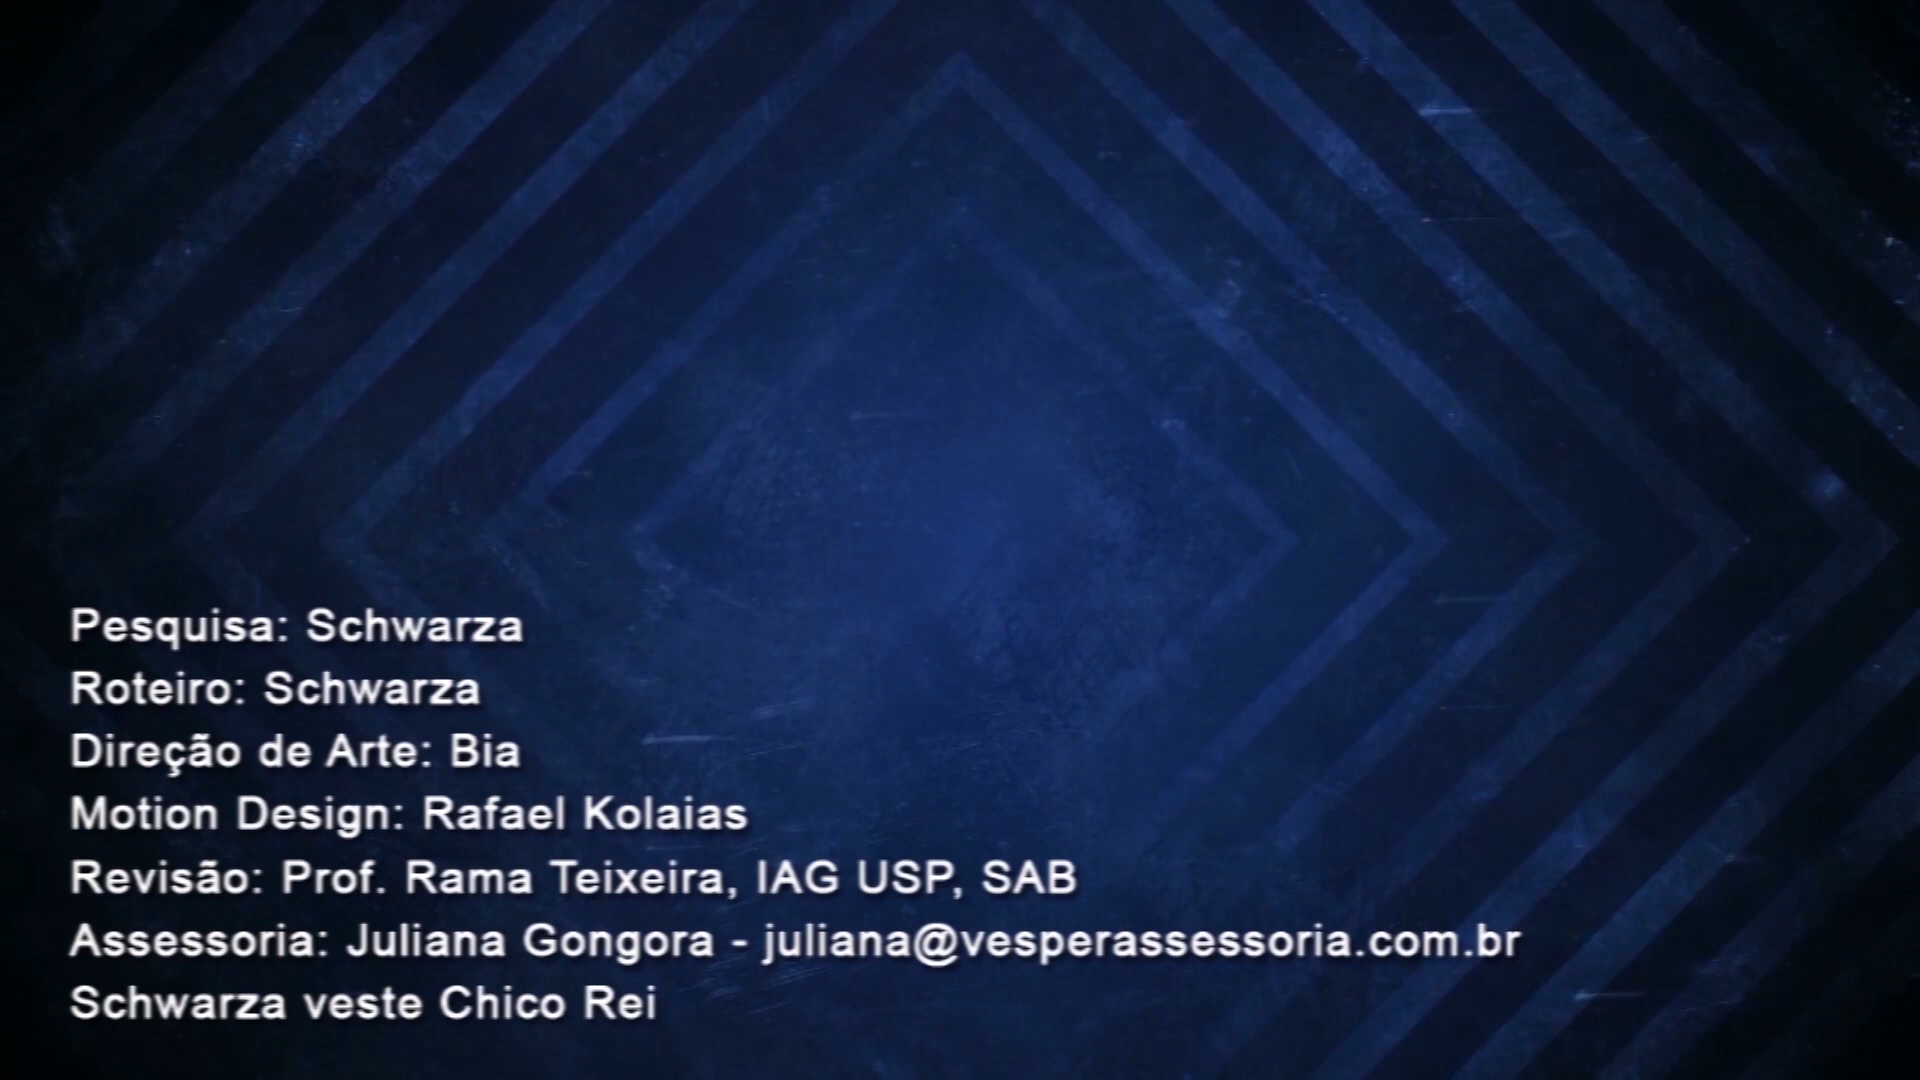 Pesquisa: Schwarza
Roteiro: Schwarza
Direção de Arte: Bia
Motion Design: Rafael Kolaias
Revisão: Prof. Rama Teixeira, IAG USP, SAB
Assessoria: Juliana Gongora - juliana@vesperassessoria.com.br
Schwarza veste Chico Rei